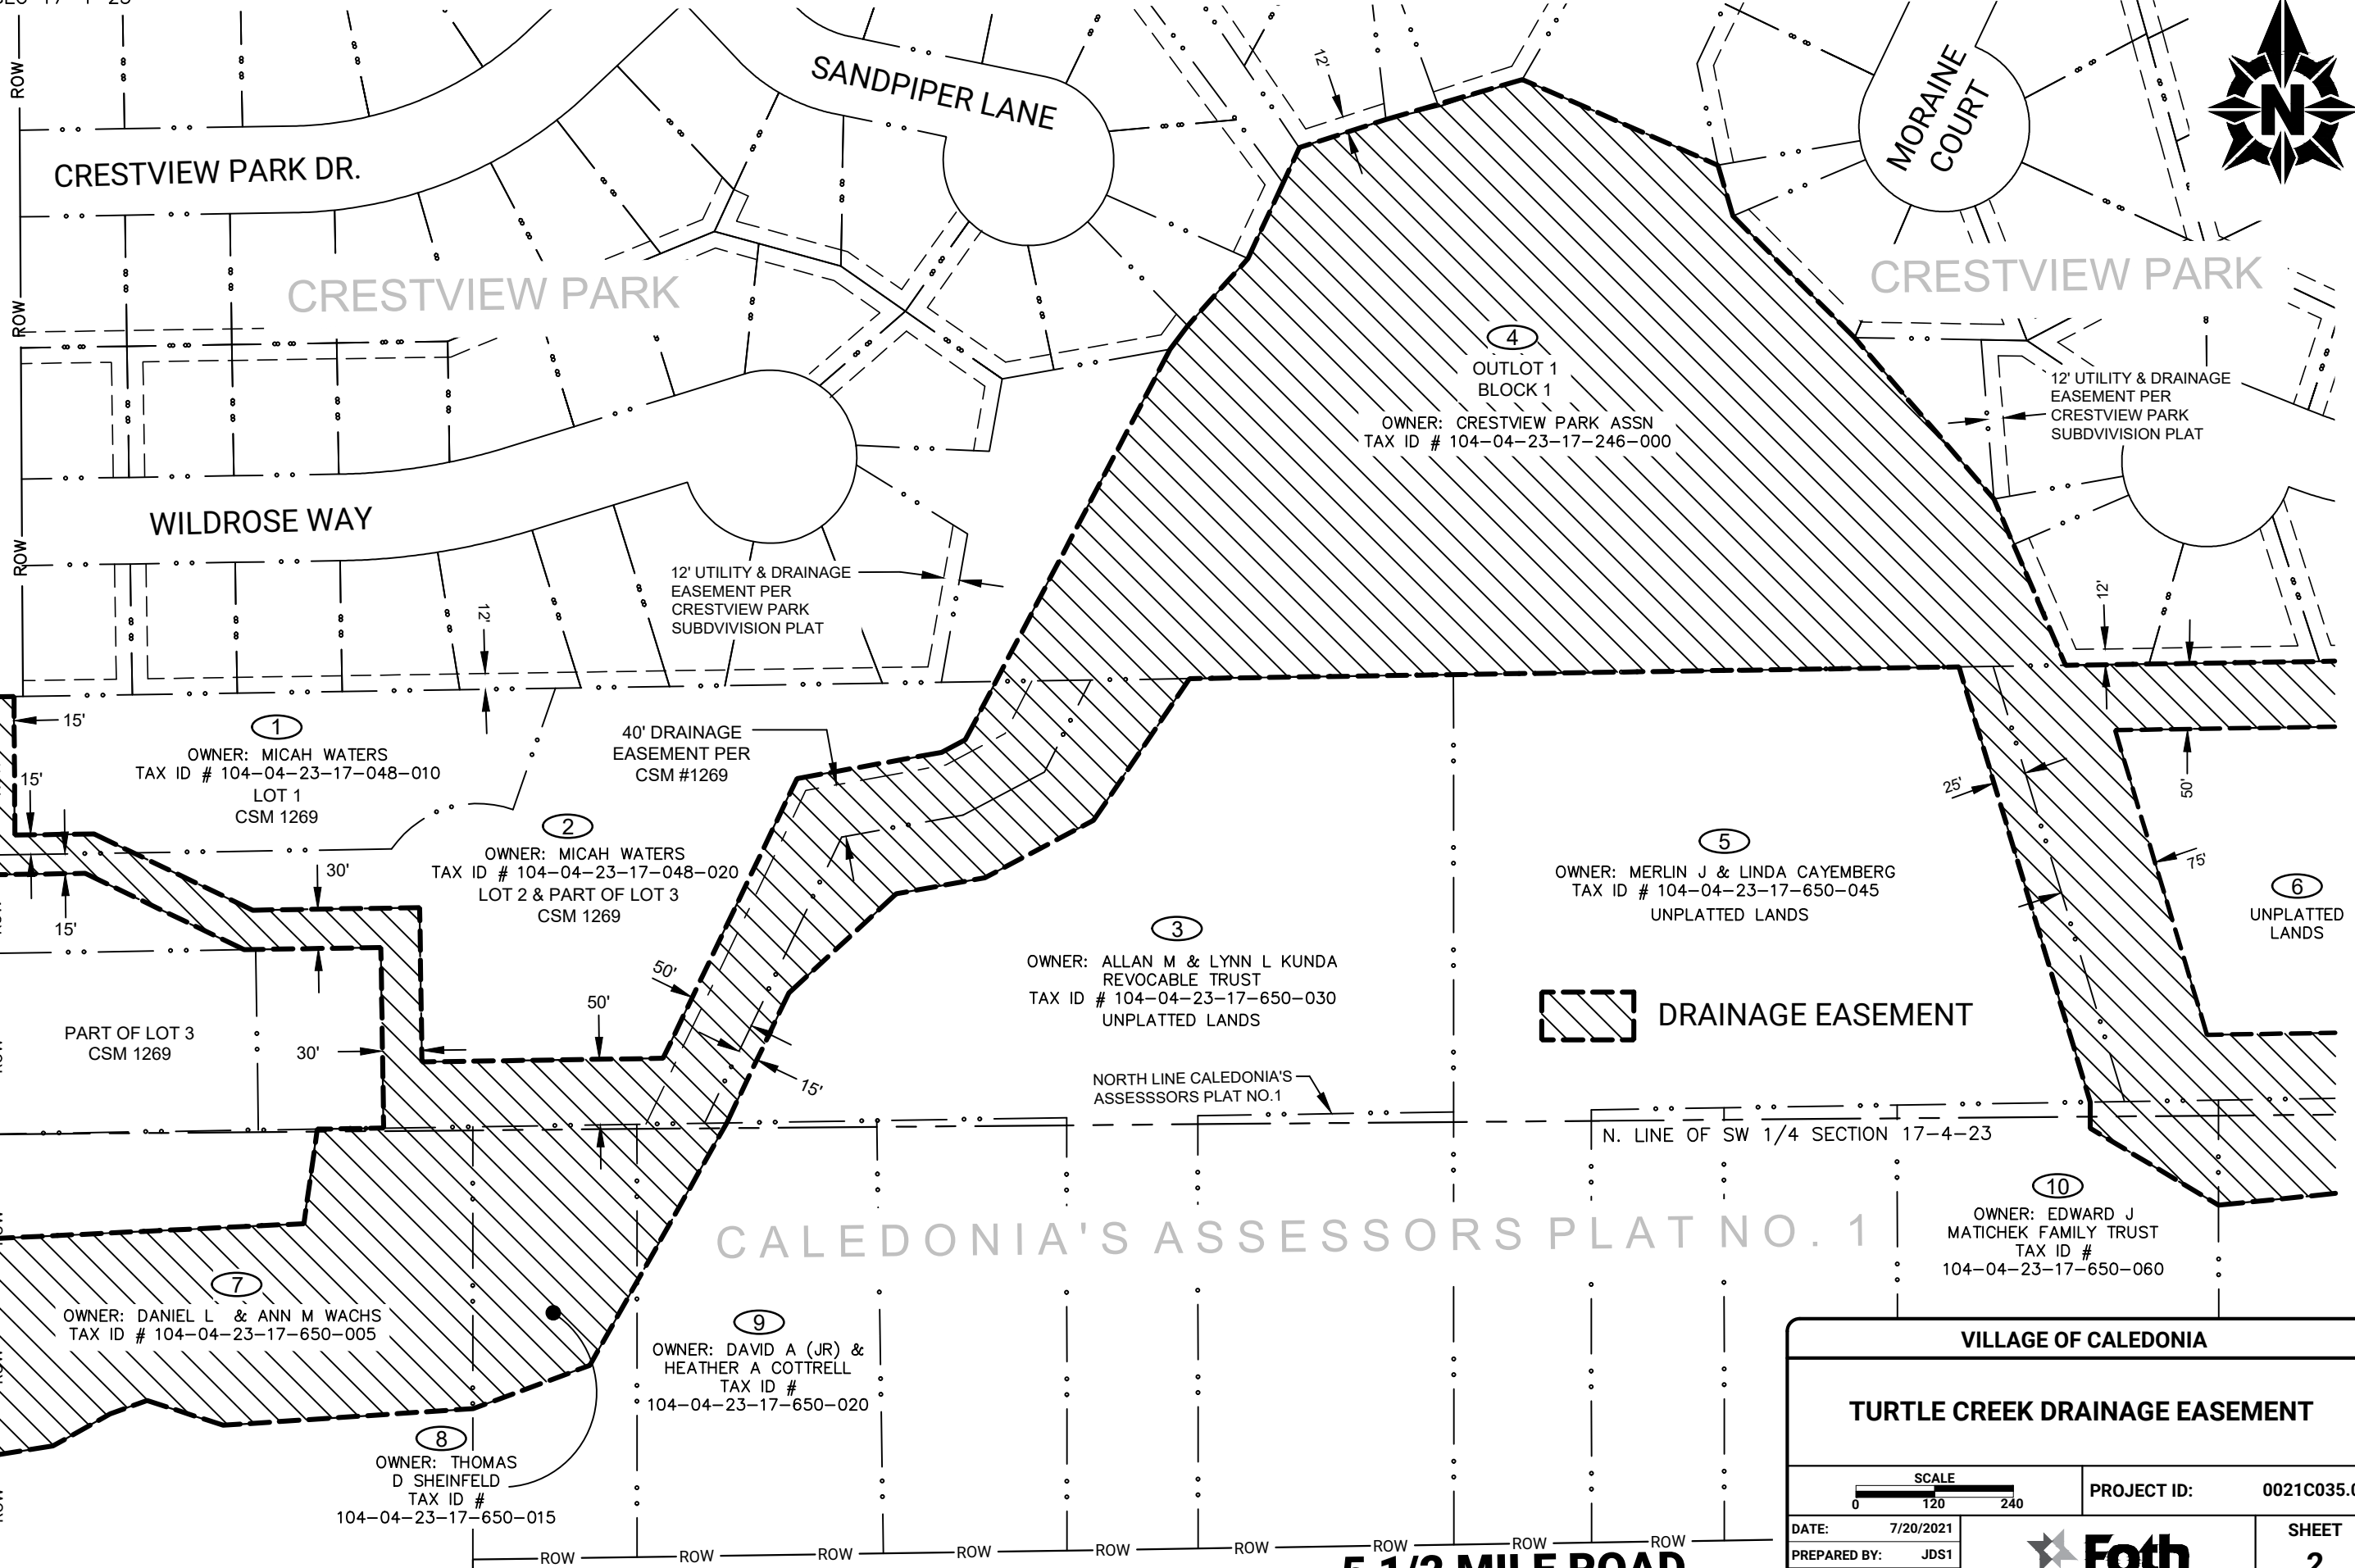 ROW
CRESTVIEW PARK DR.
SANDPIPER LANE
12'
MORAINE
COURT
N
CRESTVIEW PARK
CRESTVIEW PARK
ROW
4
OUTLOT 1
BLOCK 1
OWNER: CRESTVIEW PARK ASSN
TAX ID # 104-04-23-17-246-000
12' UTILITY & DRAINAGE
EASEMENT PER
CRESTVIEW PARK
SUBDVIVISION PLAT
WILDROSE WAY
ROW
12' UTILITY & DRAINAGE
EASEMENT PER
CRESTVIEW PARK
SUBDVIVISION PLAT
12'
12'
15'
1
OWNER: MICAH WATERS
TAX ID # 104-04-23-17-048-010
LOT 1
CSM 1269
15'
40' DRAINAGE
EASEMENT PER
CSM #1269
25'
50'
2
OWNER: MICAH WATERS
TAX ID # 104-04-23-17-048-020
LOT 2 & PART OF LOT 3
CSM 1269
30'
15'
5
OWNER: MERLIN J & LINDA CAYEMBERG
TAX ID # 104-04-23-17-650-045
UNPLATTED LANDS
75'
6
UNPLATTED
LANDS
3
OWNER: ALLAN M & LYNN L KUNDA
REVOCABLE TRUST
TAX ID # 104-04-23-17-650-030
UNPLATTED LANDS
50'
50'
DRAINAGE EASEMENT
PART OF LOT 3
CSM 1269
30'
15'
NORTH LINE CALEDONIA'S
ASSESSSORS PLAT NO.1
N. LINE OF SW 1/4 SECTION 17-4-23
CALEDONIA'S ASSESSORS PLAT NO. 1
10
OWNER: EDWARD J
MATICHEK FAMILY TRUST
TAX ID #
104-04-23-17-650-060
7
OWNER: DANIEL L & ANN M WACHS
TAX ID # 104-04-23-17-650-005
9
OWNER: DAVID A (JR) &
HEATHER A COTTRELL
TAX ID #
104-04-23-17-650-020
8
OWNER: THOMAS
D SHEINFELD
TAX ID #
104-04-23-17-650-015
ROW ROW ROW ROW ROW ROW ROW ROW ROW
5 1/2 MILE ROAD
VILLAGE OF CALEDONIA
TURTLE CREEK DRAINAGE EASEMENT
SCALE
0 120 240
PROJECT ID: 0021C035.0
DATE: 7/20/2021
PREPARED BY: JDS1
Foth
SHEET
2